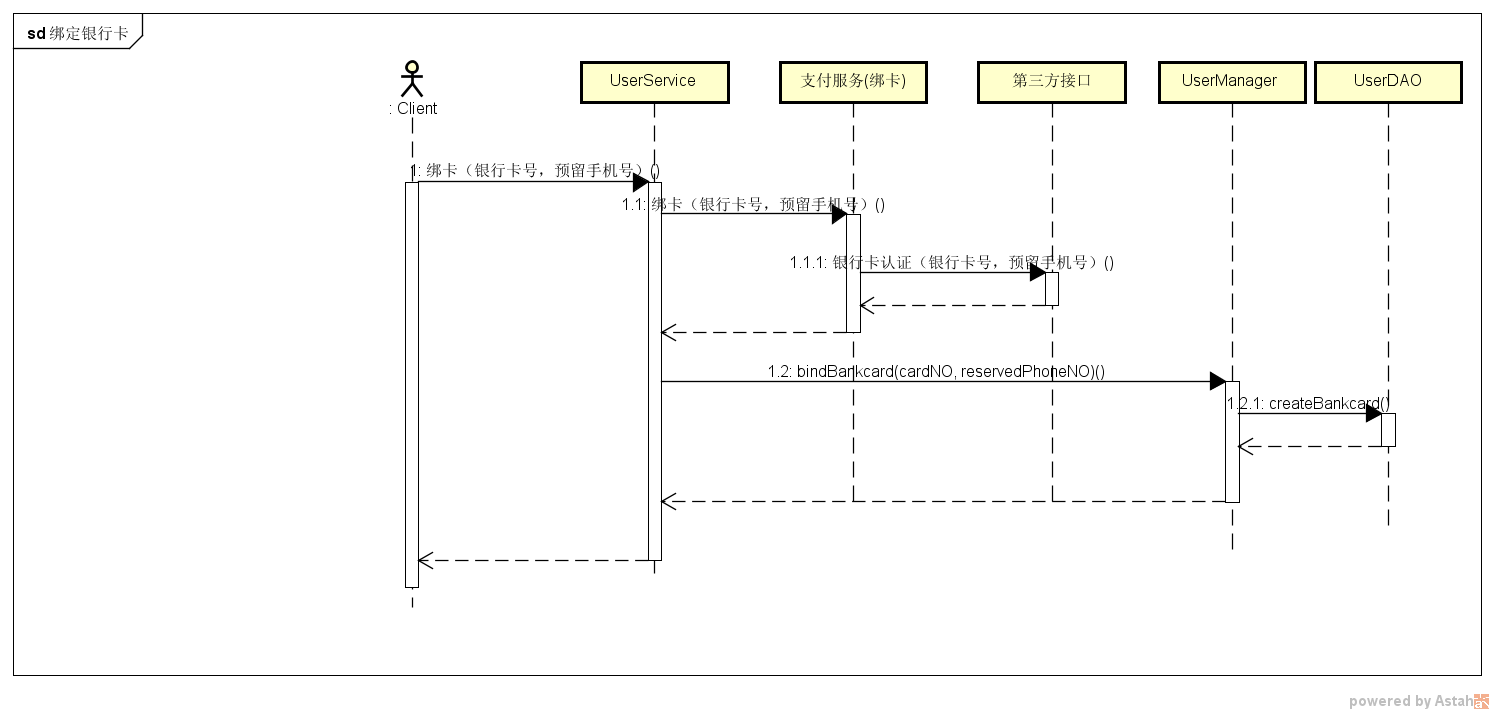 sd 绑定银行卡
: Client
UserService
支付服务(绑卡)
第三方接口
UserManager
UserDAO
1: 绑卡（银行卡号，预留手机号）()
1.1: 绑卡（银行卡号，预留手机号）()
1.1.1: 银行卡认证（银行卡号，预留手机号）()
1.2: bindBankcard(cardNO, reservedPhoneNO)()
1.2.1: createBankcard()
powered by Astah